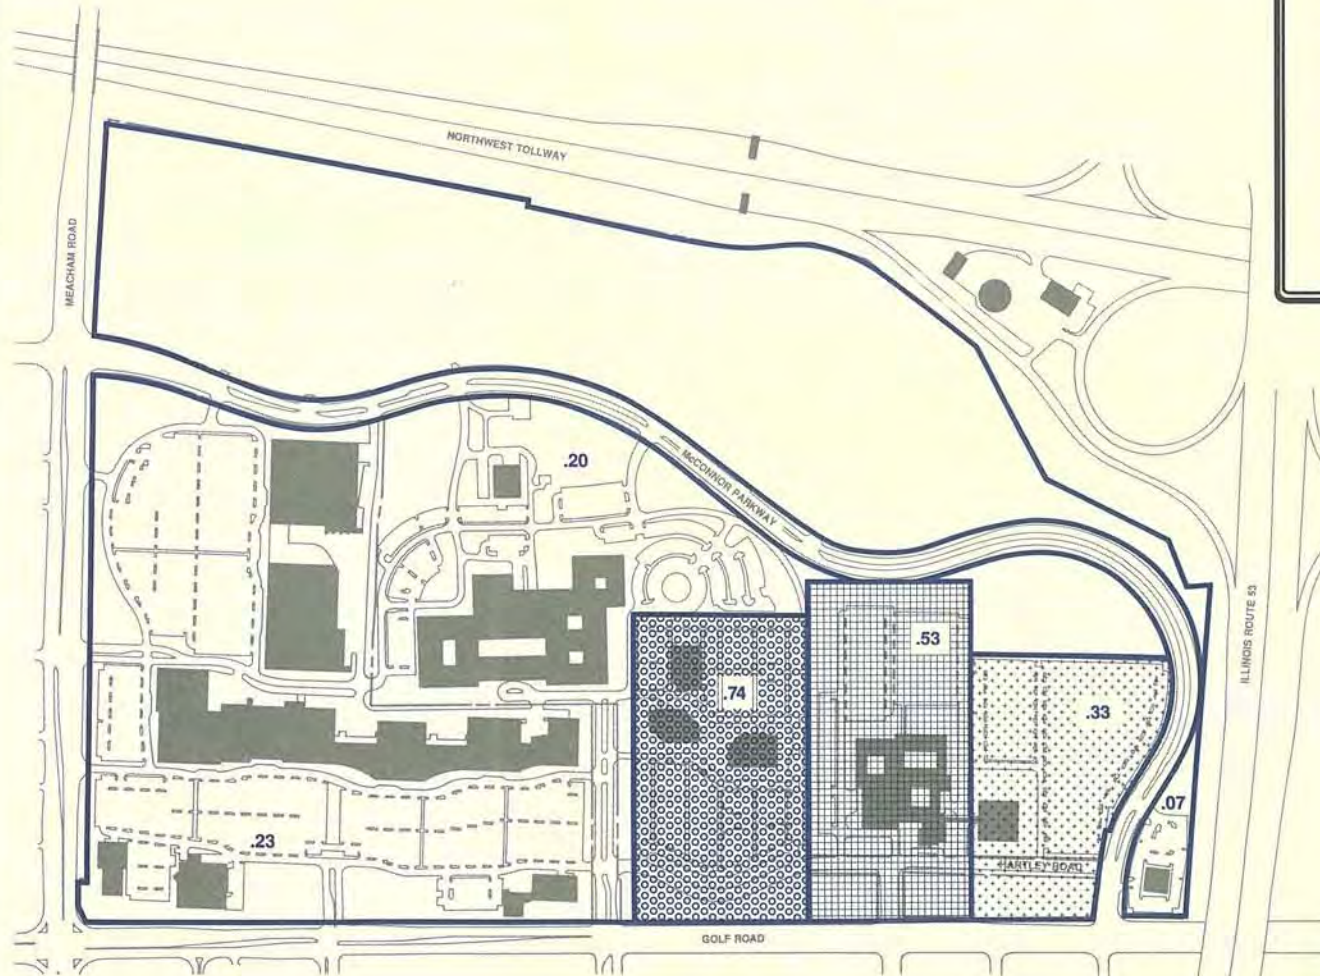 NORTHWEST TOLLWAY
MEACHAM ROAD
.20
McCONNOR PARKWAY
.53
ILLINOIS ROUTE 53
.74
.33
.07
.23
HARTLEY ROAD
GOLF ROAD